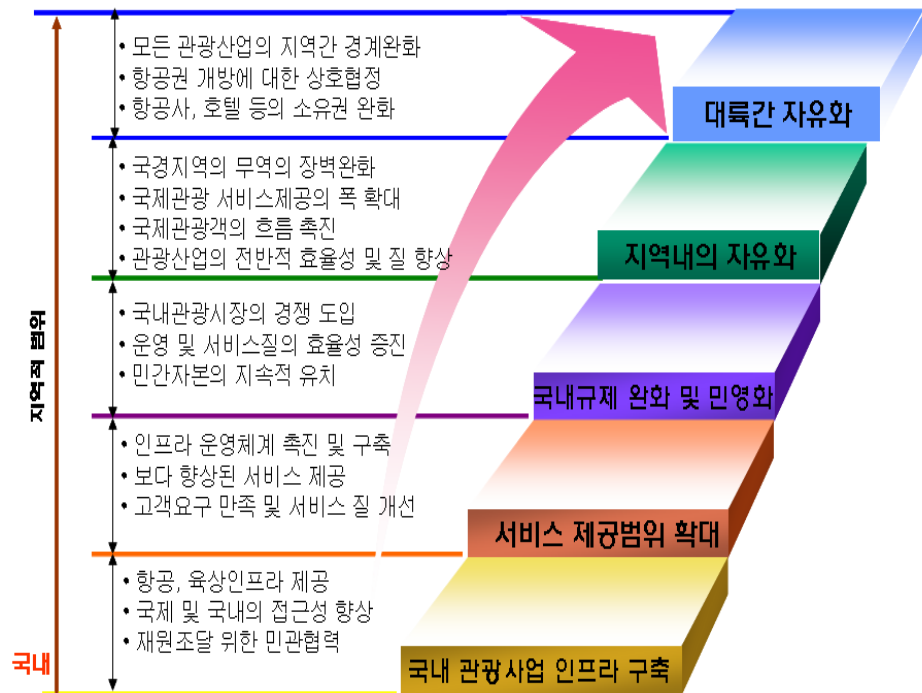 • 모든 관광산업의 지역간 경계완화
• 항공권 개방에 대한 상호협정
• 항공사, 호텔 등의 소유권 완화
대륙간 자유화
• 국경지역의 무역의 장벽완화
• 국제관광 서비스제공의 폭 확대
• 국제관광객의 흐름 촉진
• 관광산업의 전반적 효율성 및 질 향상
지역내의 자유화
• 국내관광시장의 경쟁 도입
• 운영 및 서비스질의 효율성 증진
• 민간자본의 지속적 유치
국내규제 완화 및 민영화
지역적 범위
• 인프라 운영체계 촉진 및 구축
• 보다 향상된 서비스 제공
• 고객요구 만족 및 서비스 질 개선
서비스 제공범위 확대
• 항공, 육상인프라 제공
• 국제 및 국내의 접근성 향상
• 재원조달 위한 민관협력
국내 관광사업 인프라 구축
국내